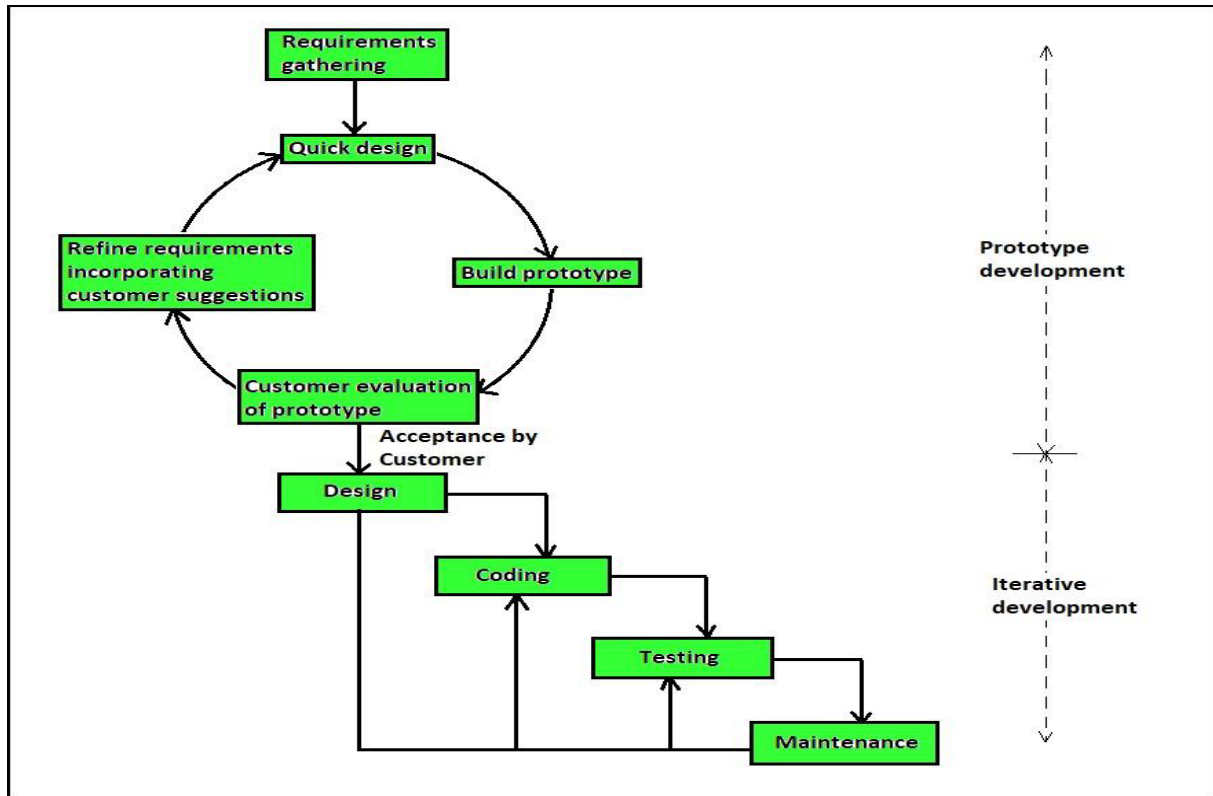 Requirements
gathering
Quick design
Refine requirements
incorporating
customer suggestions
Build prototype
Prototype
development
Customer evaluation
of prototype
Acceptance by
Customer
Design
Coding
Iterative
development
Testing
Maintenance